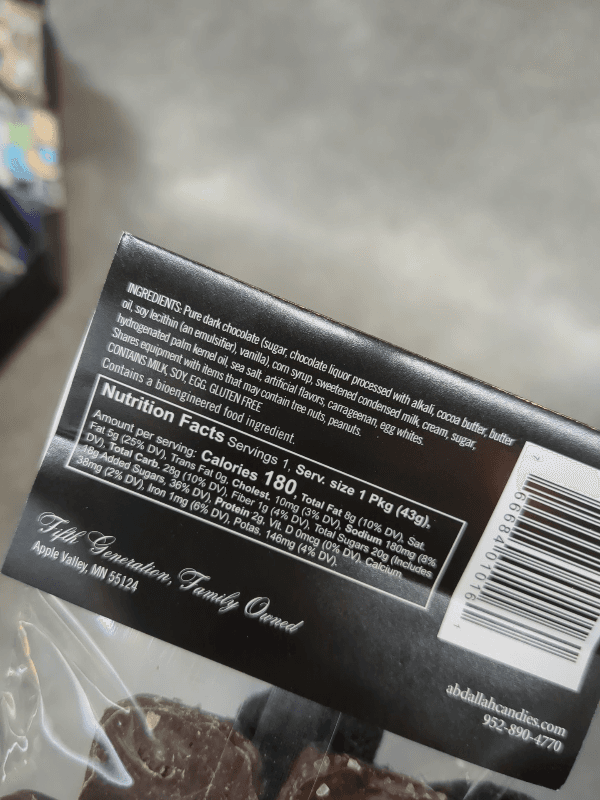 INGREDIENTS: Pure dark chocolate (sugar, chocolate liquor processed with alkali, cocoa butter, butter
oil, soy lecithin (an emulsifier), vanilla), corn syrup, sweetened condensed milk, cream, sugar,
hydrogenated palm kernel oil, sea salt, artificial flavors, carrageenan, egg whites.
Shares equipment with items that may contain tree nuts, peanuts.
CONTAINS MILK, SOY, EGG. GLUTEN FREE
Contains a bioengineered food ingredient.
Nutrition Facts Servings 1, Serv. size 1 Pkg (43g),
Amount per serving: Calories 180, Total Fat 8g (10% DV), Sat.
Fat 5g (25% DV), Trans Fat 0g, Cholest. 10mg (3% DV), Sodium 180mg (8%
DV), Total Carb. 28g (10% DV), Fiber 1g (4% DV), Total Sugars 20g (Includes
18g Added Sugars, 36% DV), Protein 2g, Vit. D 0mcg (0% DV), Calcium
38mg (2% DV), Iron 1mg (6% DV), Potas. 146mg (4% DV).
Fifth Generation, Family Owned
Apple Valley, MN 55124
abdallahcandies.com
952-890-4770